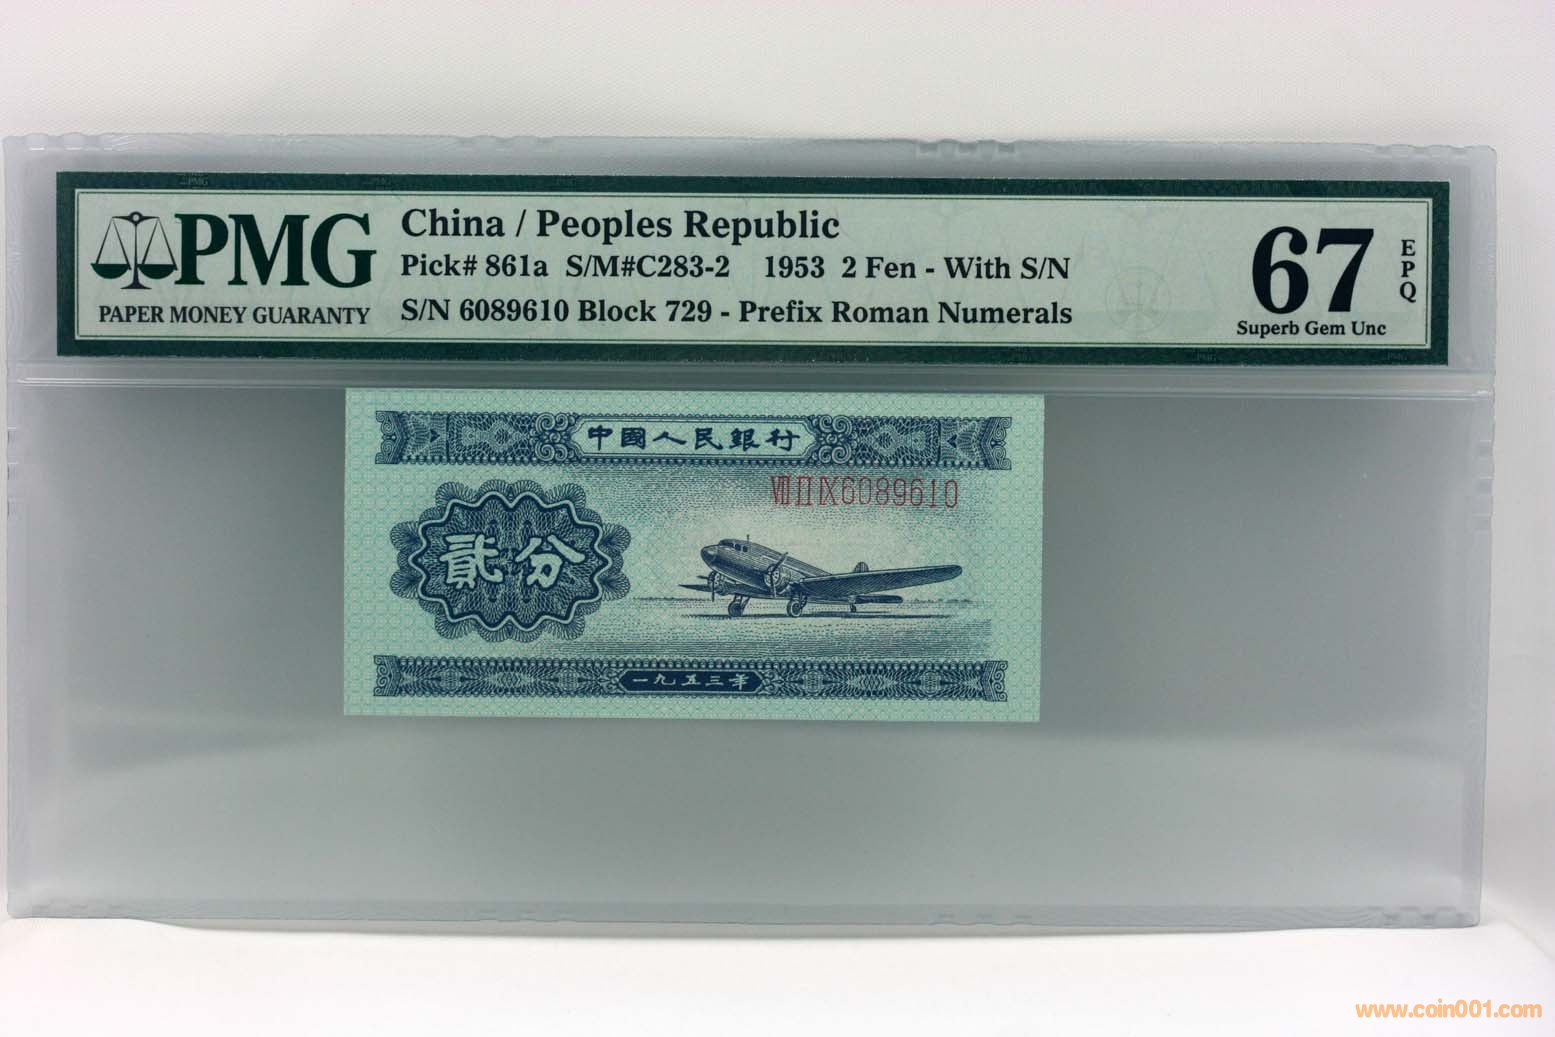 PMG
PAPER MONEY GUARANTY
China / Peoples Republic
Pick# 861a S/M#C283-2 1953 2 Fen - With S/N
S/N 6089610 Block 729 - Prefix Roman Numerals
67
EPQ
Superb Gem Unc
中國人民銀行
VII II IX 6089610
貳分
一九五三年
www.coin001.com